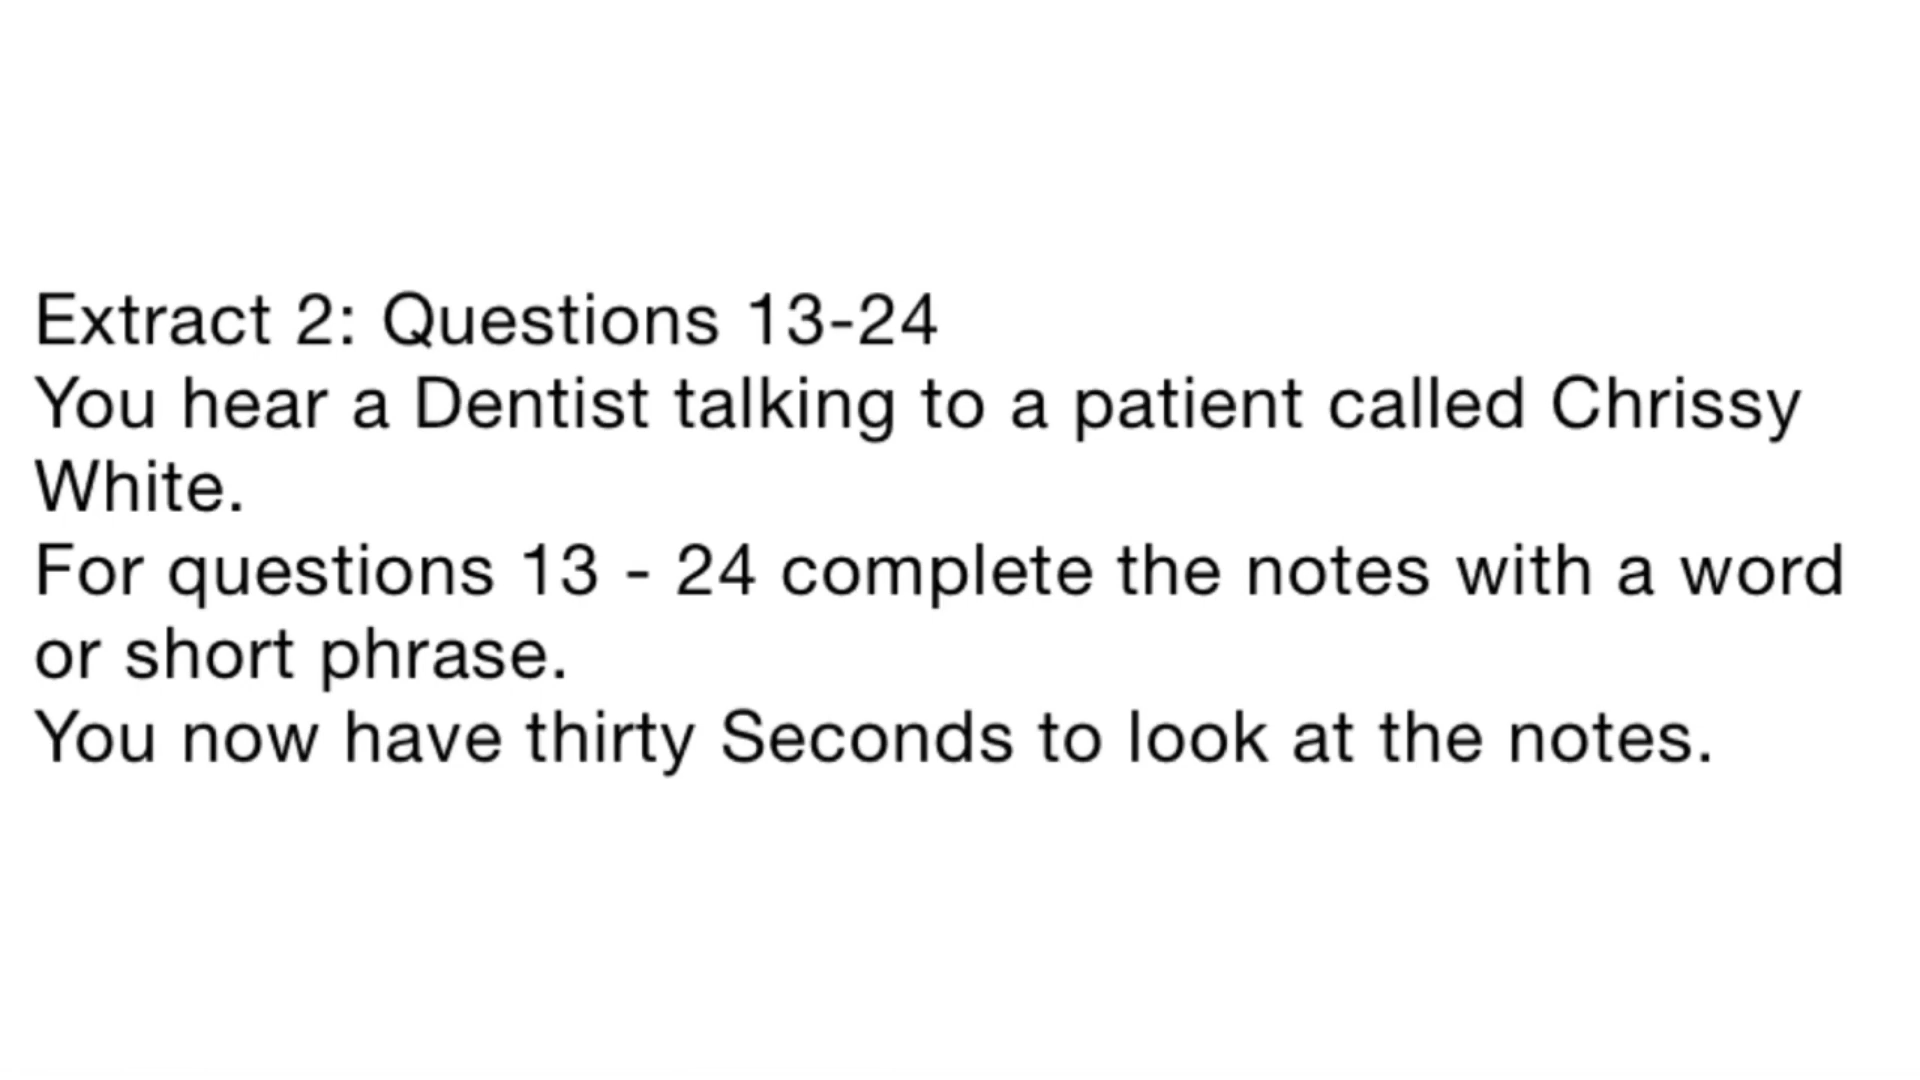 Extract 2: Questions 13-24
You hear a Dentist talking to a patient called Chrissy
White.
For questions 13 - 24 complete the notes with a word
or short phrase.
You now have thirty Seconds to look at the notes.